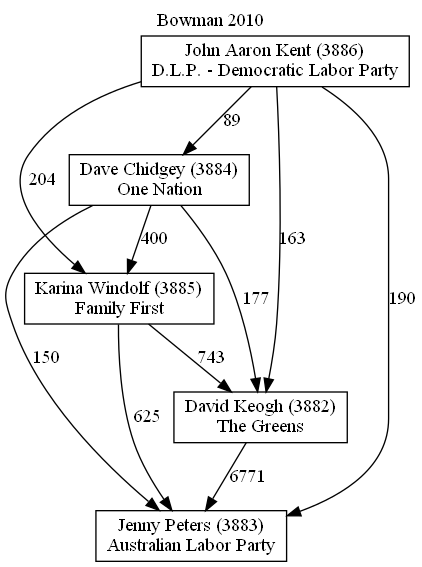 Bowman 2010
John Aaron Kent (3886)
D.L.P. - Democratic Labor Party
89
Dave Chidgey (3884)
One Nation
204
400
163
190
Karina Windolf (3885)
Family First
177
150
743
625
David Keogh (3882)
The Greens
6771
Jenny Peters (3883)
Australian Labor Party